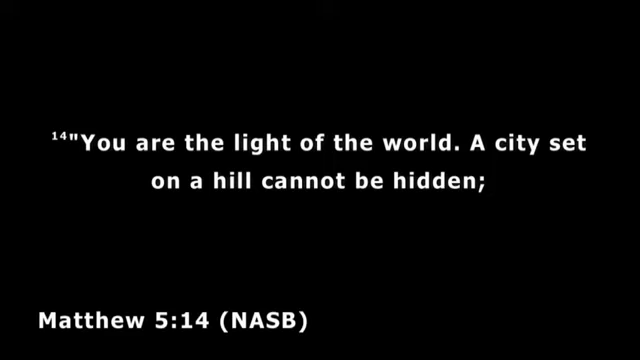 14"You are the light of the world. A city set
on a hill cannot be hidden;
Matthew 5:14 (NASB)